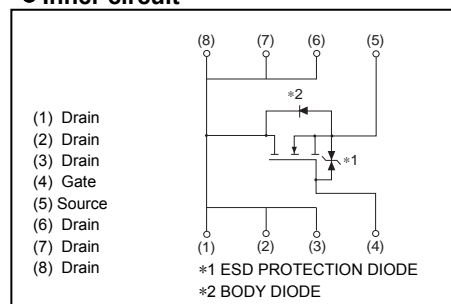 Inner circuit
(8) (7) (6) (5)
∗2
(1) Drain
(2) Drain
(3) Drain
(4) Gate
(5) Source
(6) Drain
(7) Drain
(8) Drain
∗1
(1) (2) (3) (4)
∗1 ESD PROTECTION DIODE
∗2 BODY DIODE